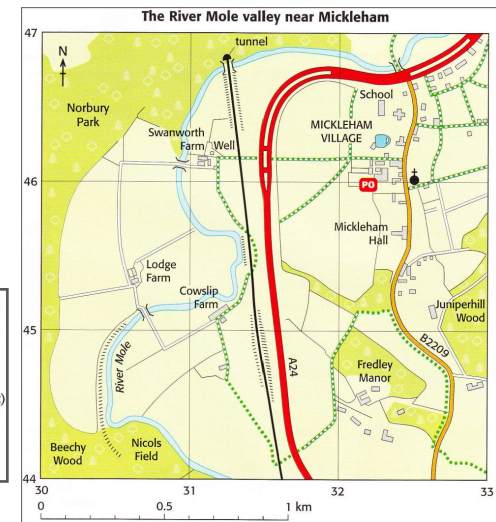 The River Mole valley near Mickleham
47
tunnel
N
School
Norbury
Park
MICKLEHAM
VILLAGE
Swanworth
Farm
Well
46
PO
Mickleham
Hall
Lodge
Farm
Cowslip
Farm
Juniperhill
Wood
45
B2209
River Mole
A24
Fredley
Manor
Beechy
Wood
Nicols
Field
44
30
31
32
33
0
0.5
1 km
)